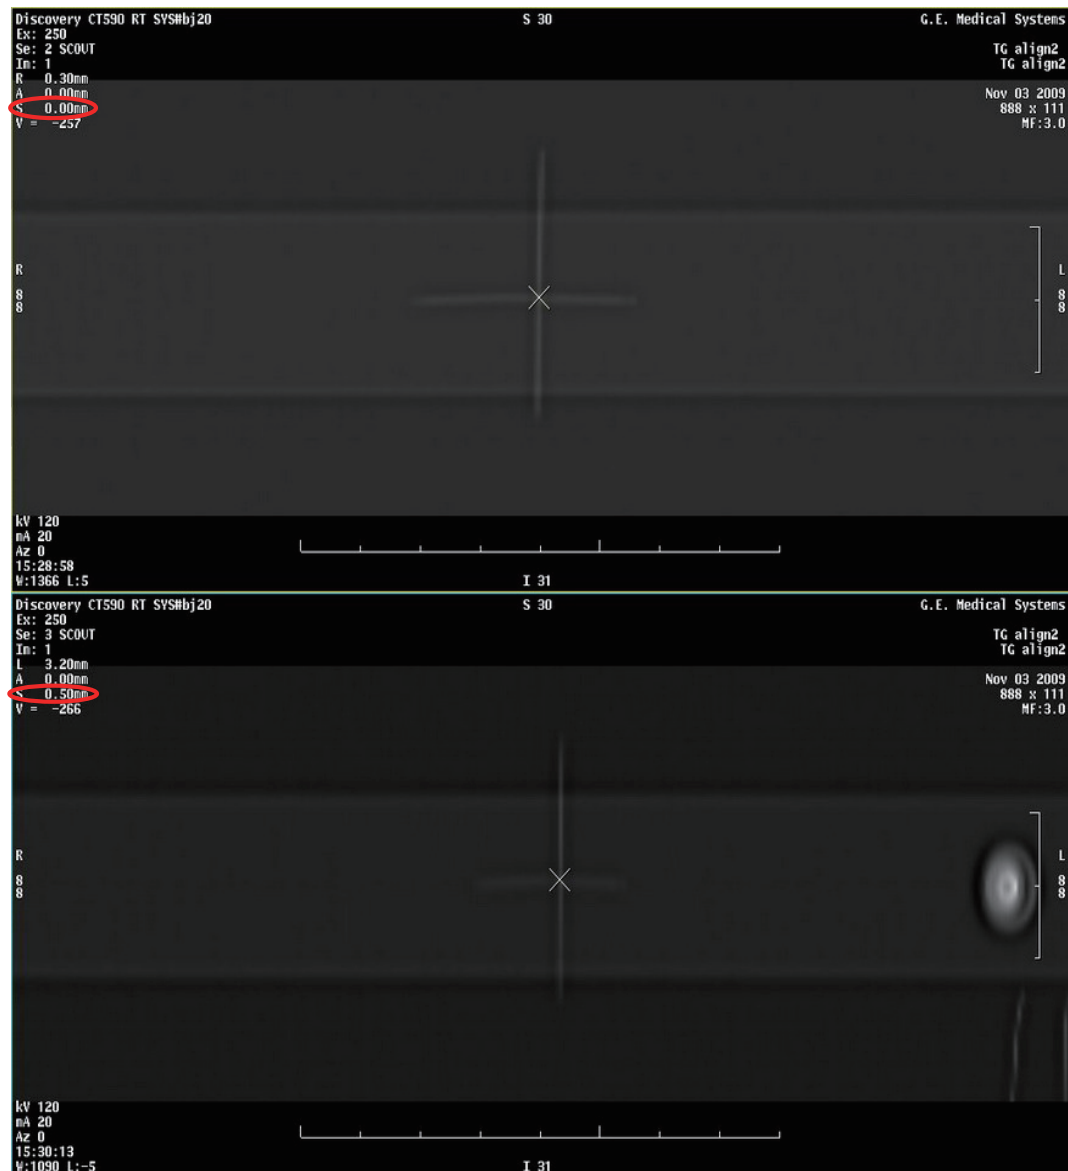 Discovery CT590 RT SYS#bj20
S 30
G.E. Medical Systems
Ex: 250
Se: 2 SCOUT
TG align2
Im: 1
TG align2
R 0.30mm
A 0.00mm
Nov 03 2009
S 0.00mm
888 x 111
V = -257
MF:3.0
R
L
8
8
8
8
kV 120
mA 20
Az 0
15:28:58
W:1366 L:5
I 31
Discovery CT590 RT SYS#bj20
S 30
G.E. Medical Systems
Ex: 250
Se: 3 SCOUT
TG align2
Im: 1
TG align2
L 3.20mm
A 0.00mm
Nov 03 2009
S 0.50mm
888 x 111
V = -266
MF:3.0
R
L
8
8
8
8
kV 120
mA 20
Az 0
15:30:13
W:1090 L:-5
I 31